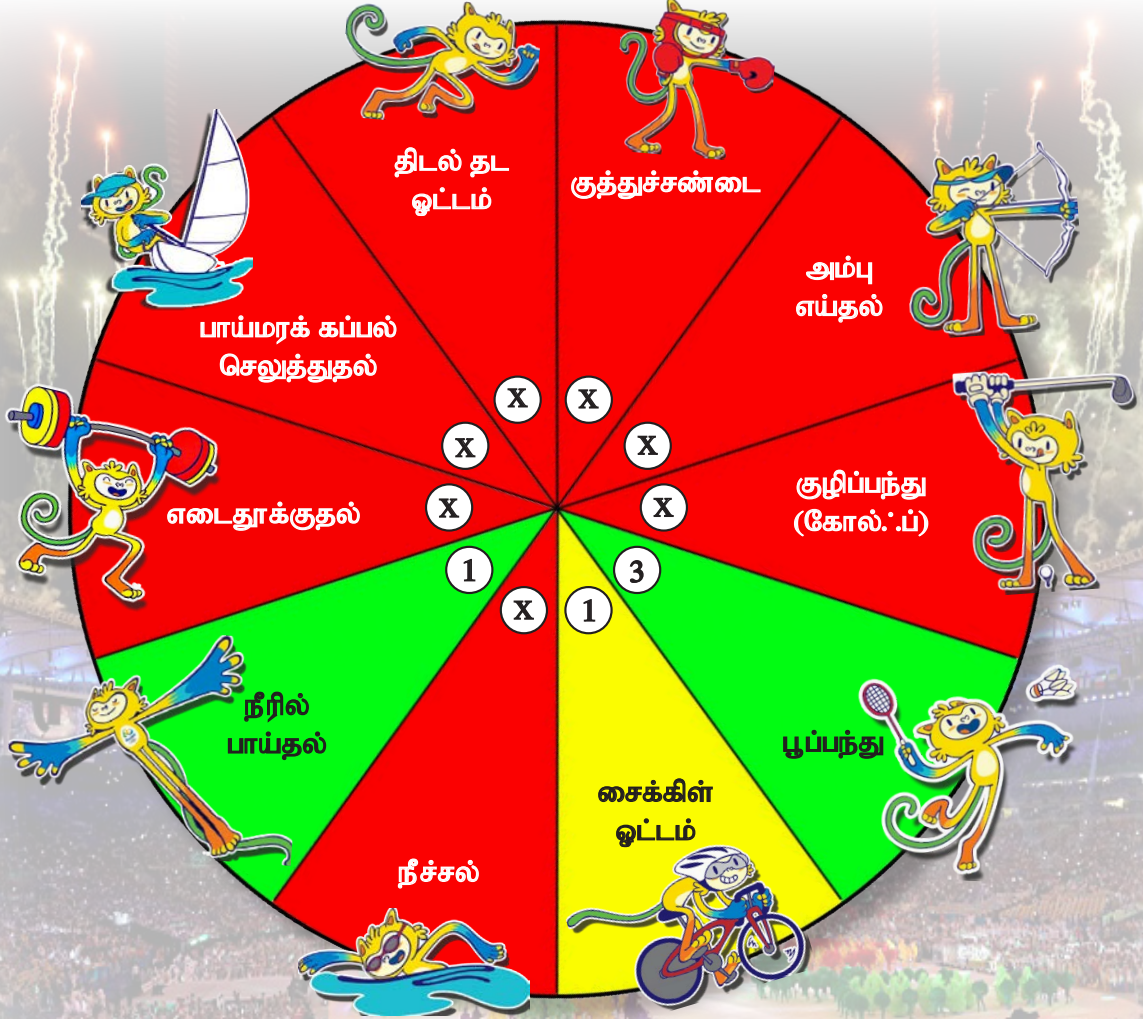 திடல் தட
ஓட்டம்
குத்துச்சண்டை
அம்பு
எய்தல்
பாய்மரக் கப்பல்
செலுத்துதல்
X
X
X
X
குழிப்பந்து
(கோல்ஃப்)
எடைதூக்குதல்
X
X
1
3
X
1
நீரில்
பாய்தல்
பூப்பந்து
சைக்கிள்
ஓட்டம்
நீச்சல்